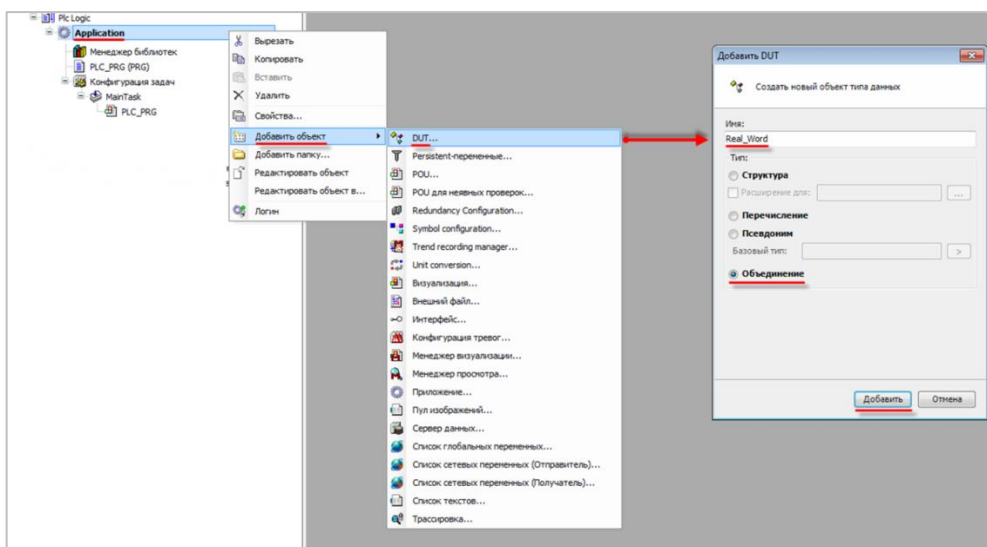 Plc Logic
Application
Менеджер библиотек
PLC_PRG (PRG)
Конфигурация задач
MainTask
PLC_PRG
Вырезать
Копировать
Вставить
Удалить
Свойства...
Добавить объект
Добавить папку...
Редактировать объект
Редактировать объект в...
Логин
DUT...
Persistent-переменные...
POU...
POU для неявных проверок...
Redundancy Configuration...
Symbol configuration...
Trend recording manager...
Unit conversion...
Визуализация...
Внешний файл...
Интерфейс...
Конфигурация тревог...
Менеджер визуализации...
Менеджер просмотра...
Приложение...
Пул изображений...
Сервер данных...
Список глобальных переменных...
Список сетевых переменных (Отправитель)...
Список сетевых переменных (Получатель)...
Список текстов...
Трассировка...
Добавить DUT
Создать новый объект типа данных
Имя:
Real_Word
Тип:
Структура
Расширение для:
...
Перечисление
Псевдоним
Базовый тип:
>
Объединение
Добавить
Отмена